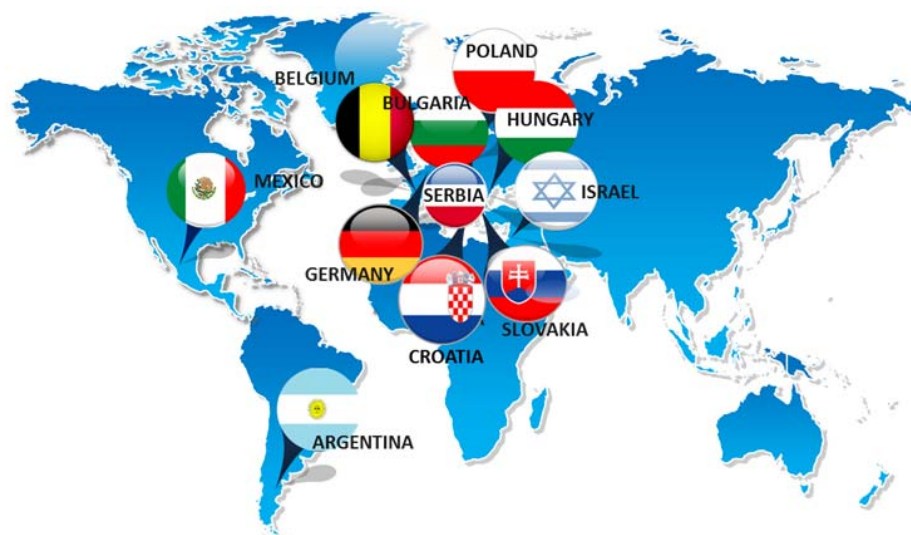 POLAND
BELGIUM
BULGARIA
HUNGARY
MEXICO
SERBIA
ISRAEL
GERMANY
SLOVAKIA
CROATIA
ARGENTINA